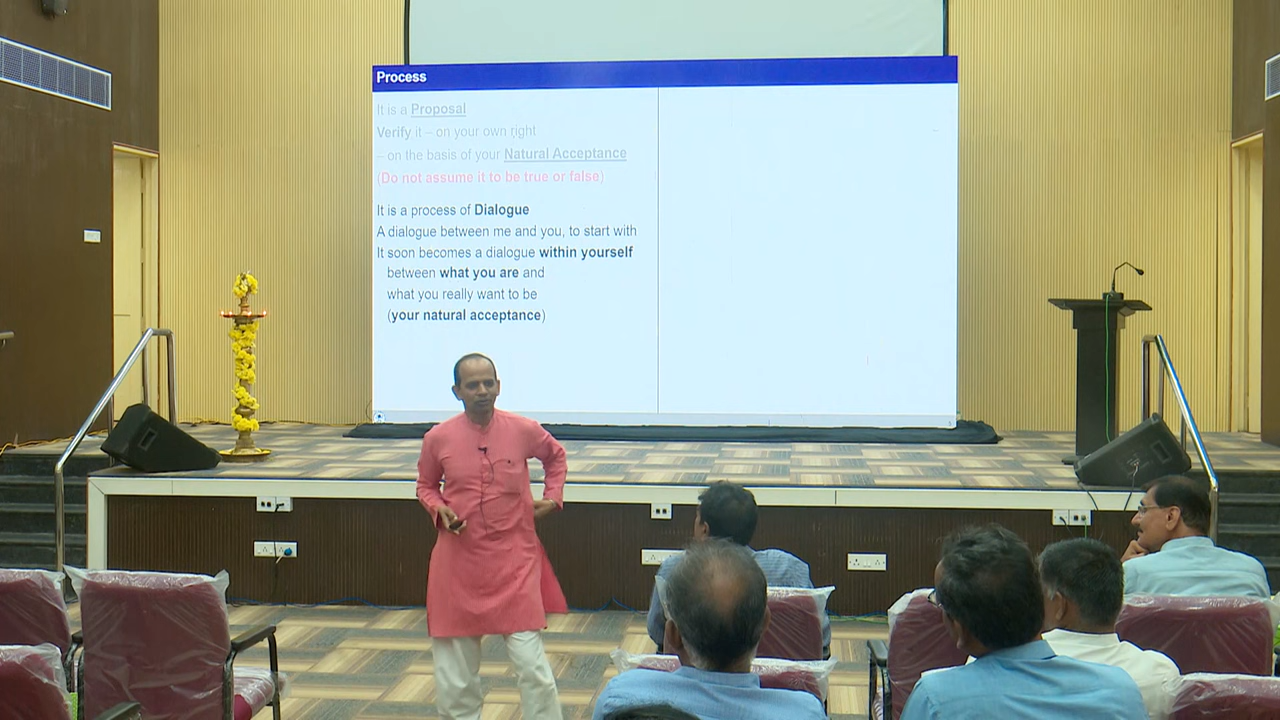 Process
It is a Proposal
Verify it – on your own right
– on the basis of your Natural Acceptance
(Do not assume it to be true or false)
It is a process of Dialogue
A dialogue between me and you, to start with
It soon becomes a dialogue within yourself
between what you are and
what you really want to be
(your natural acceptance)